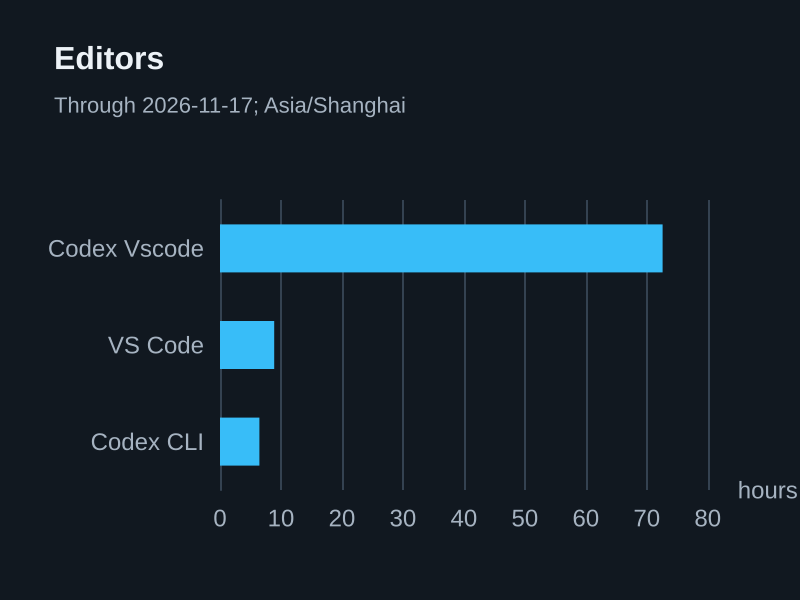 Editors
Through 2026-11-17; Asia/Shanghai
Codex Vscode
VS Code
Codex CLI
hours
0 10 20 30 40 50 60 70 80